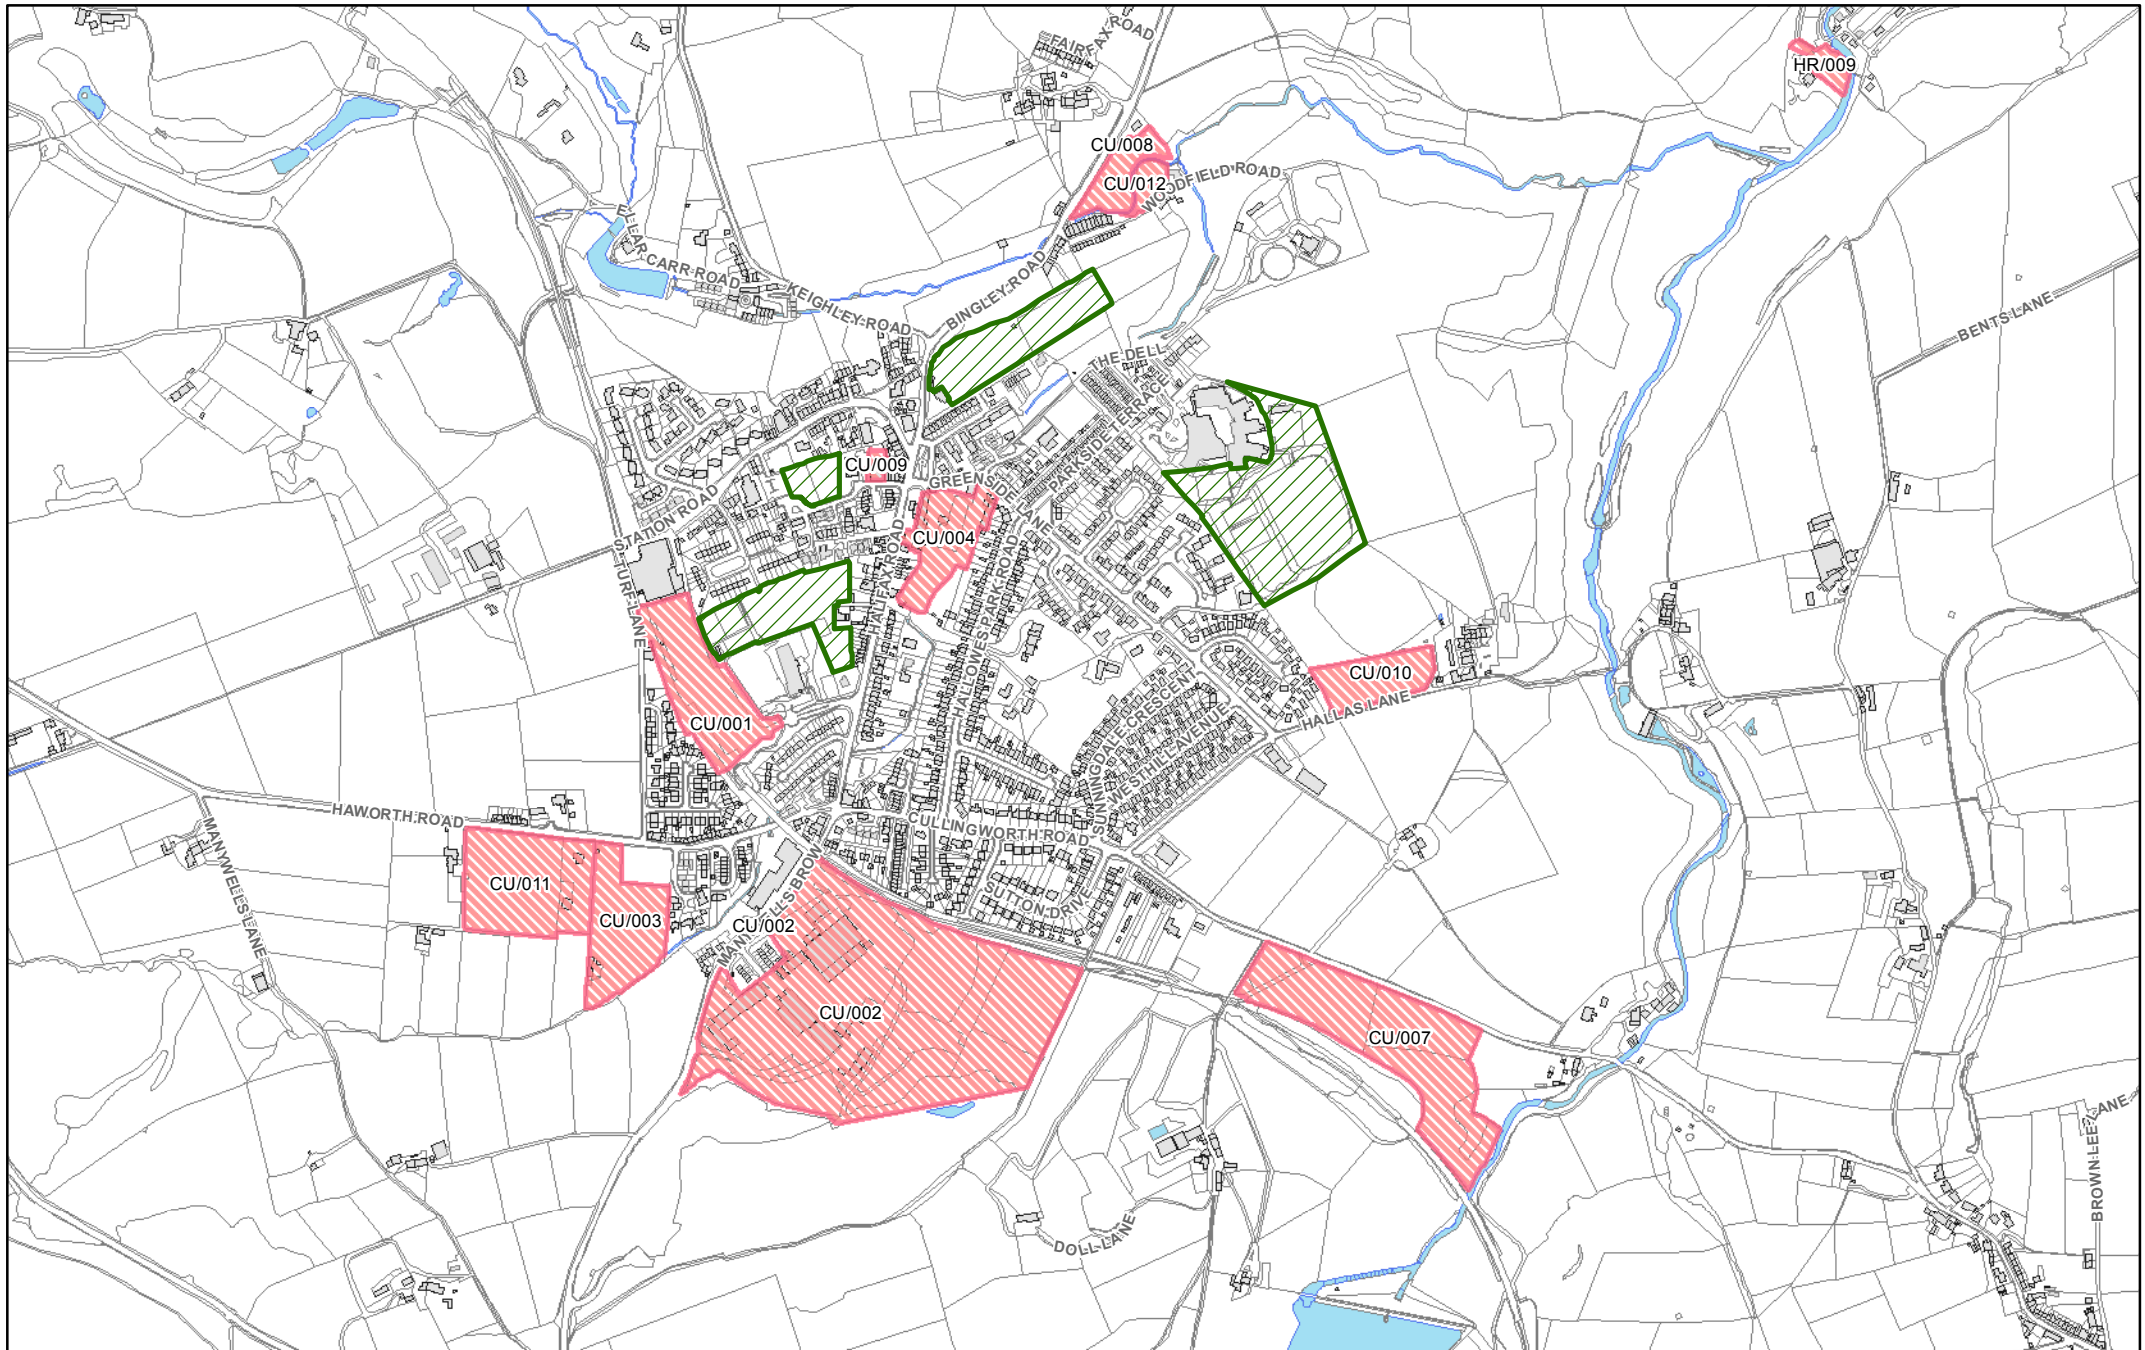 FAIRFAX ROAD
HR/009
CU/008
CU/012
WOODFIELD ROAD
ELLAR CARR ROAD
KEIGHLEY ROAD
BINGLEY ROAD
BENTS LANE
THE DELL
PARKSIDE TERRACE
CU/009
GREENSIDE LANE
STATION ROAD
CU/004
HALIFAX ROAD
TURF LANE
HALLOWES PARK ROAD
CU/010
HALLAS LANE
CU/001
SUNNINGDALE CRESCENT
WESTHILL AVENUE
HAWORTH ROAD
CULLINGWORTH ROAD
MANYWELLS LANE
MANYWELLS BROW
CU/011
CU/003
CU/002
SUTTON DRIVE
CU/002
CU/007
BROWN LEE LANE
DOLL LANE